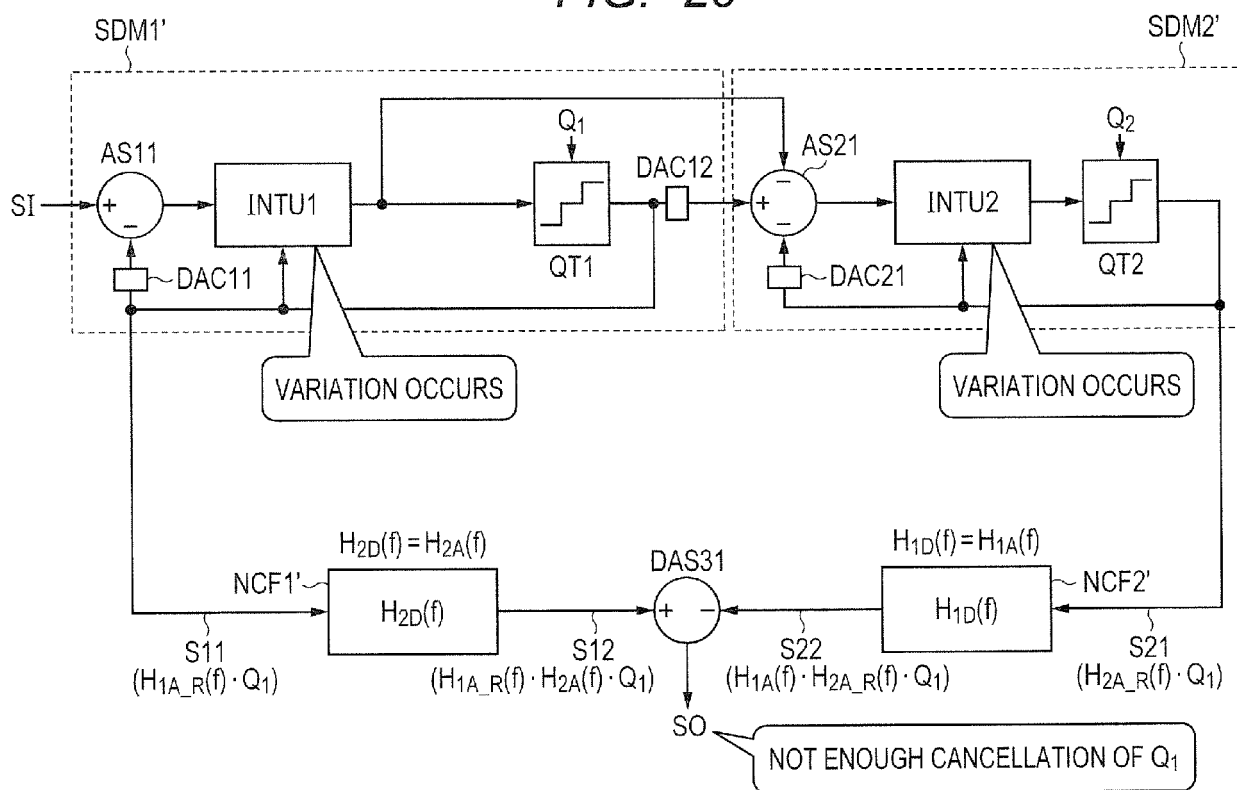 SDM1'
SDM2'
Q1
Q2
AS11
DAC12
AS21
SI
+
−
INTU1
QT1
+
−
−
INTU2
QT2
DAC11
DAC21
VARIATION OCCURS
VARIATION OCCURS
H2D(f) = H2A(f)
DAS31
H1D(f) = H1A(f)
NCF1'
H2D(f)
+
−
H1D(f)
NCF2'
S11
(H1A_R(f) · Q1)
S12
(H1A_R(f) · H2A(f) · Q1)
S22
(H1A(f) · H2A_R(f) · Q1)
S21
(H2A_R(f) · Q1)
SO
NOT ENOUGH CANCELLATION OF Q1